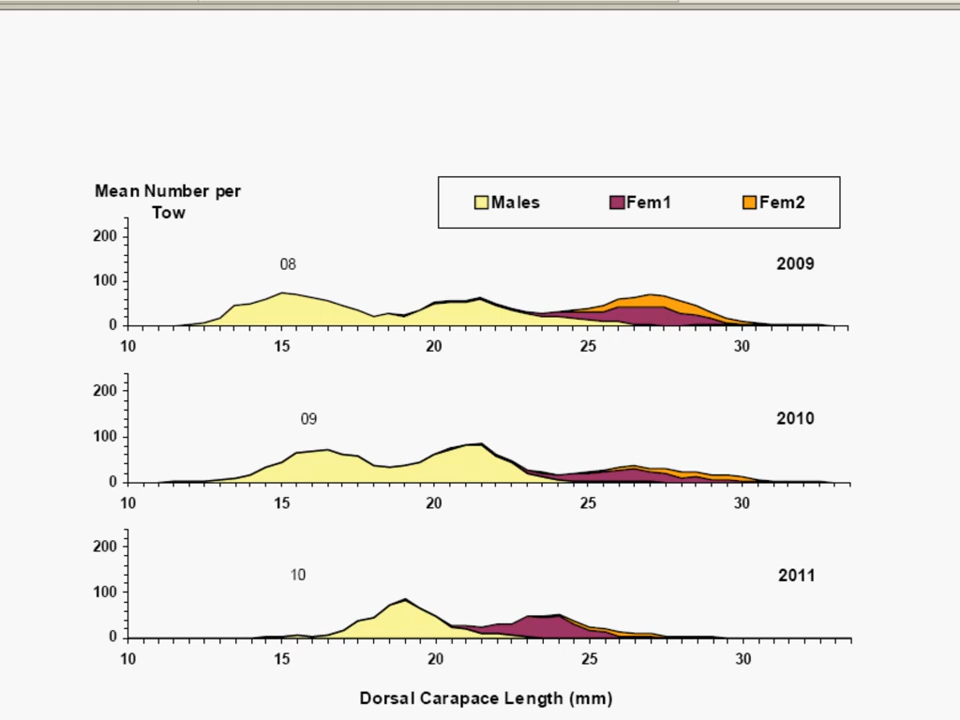 Mean Number per
Tow
Males Fem1 Fem2
200
100
0
08
2009
10 15 20 25 30
200
100
0
09
2010
10 15 20 25 30
200
100
0
10
2011
10 15 20 25 30
Dorsal Carapace Length (mm)